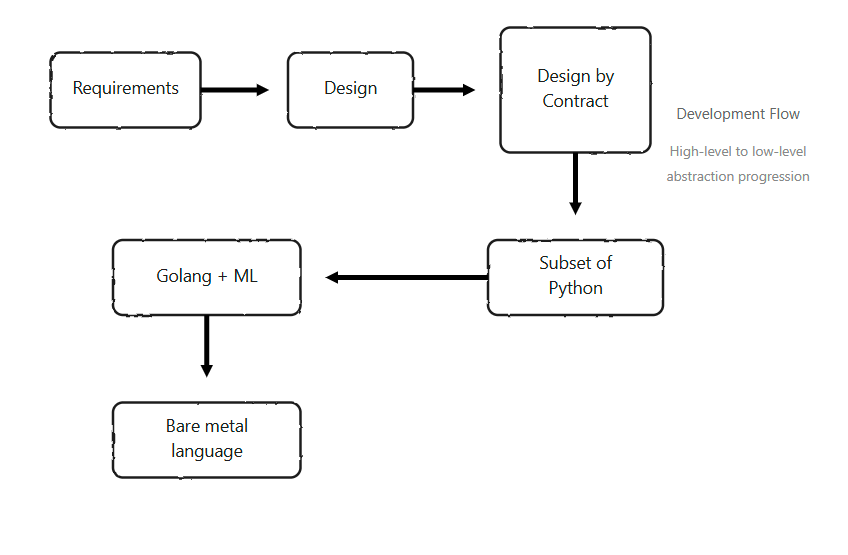 Requirements
Design
Design by
Contract
Development Flow
High-level to low-level
abstraction progression
Subset of
Python
Golang + ML
Bare metal
language